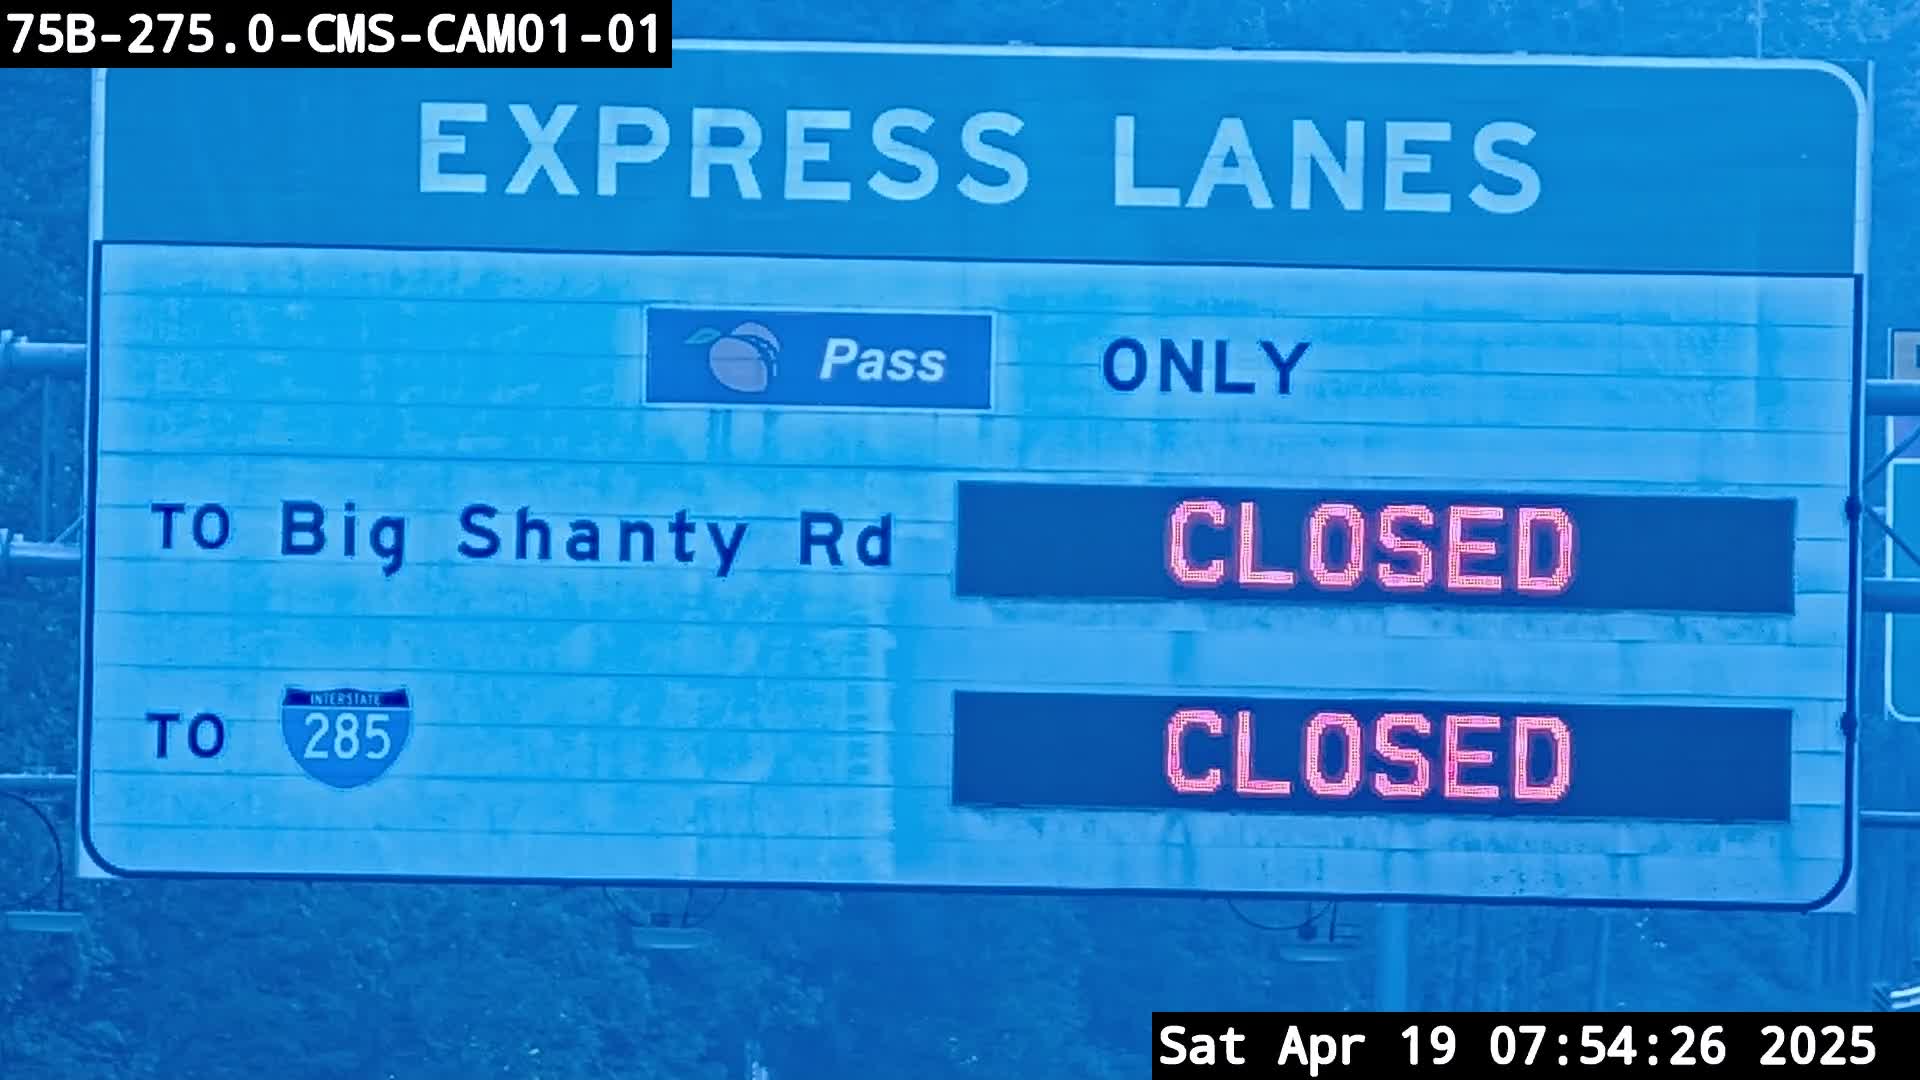 75B-275.0-CMS-CAM01-01
EXPRESS LANES
Pass ONLY
TO Big Shanty Rd CLOSED
TO INTERSTATE 285 CLOSED
Sat Apr 19 07:54:26 2025